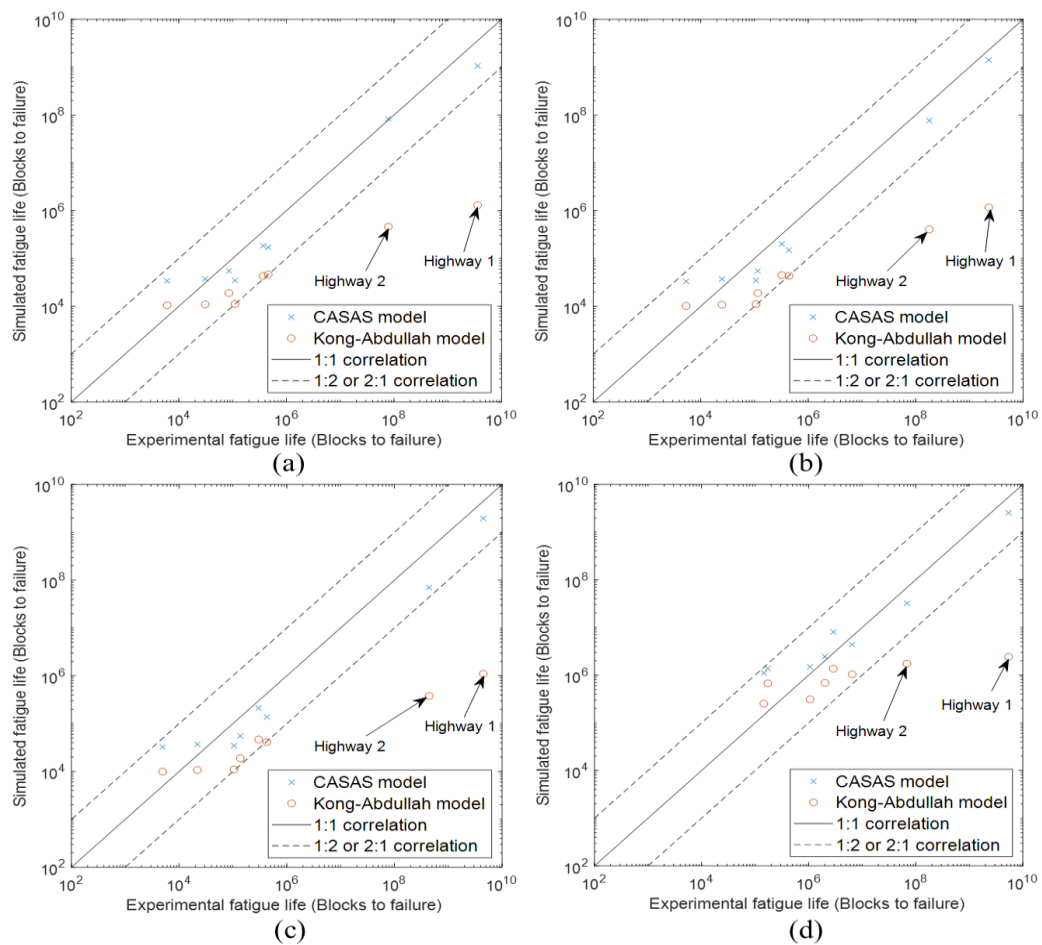 10^10
10^8
10^6
10^4
10^2
Simulated fatigue life (Blocks to failure)
Highway 2
Highway 1
CASAS model
Kong-Abdullah model
1:1 correlation
1:2 or 2:1 correlation
10^2 10^4 10^6 10^8 10^10
Experimental fatigue life (Blocks to failure)
(a)
10^10
10^8
10^6
10^4
10^2
Simulated fatigue life (Blocks to failure)
Highway 2
Highway 1
CASAS model
Kong-Abdullah model
1:1 correlation
1:2 or 2:1 correlation
10^2 10^4 10^6 10^8 10^10
Experimental fatigue life (Blocks to failure)
(b)
10^10
10^8
10^6
10^4
10^2
Simulated fatigue life (Blocks to failure)
Highway 2
Highway 1
CASAS model
Kong-Abdullah model
1:1 correlation
1:2 or 2:1 correlation
10^2 10^4 10^6 10^8 10^10
Experimental fatigue life (Blocks to failure)
(c)
10^10
10^8
10^6
10^4
10^2
Simulated fatigue life (Blocks to failure)
Highway 2
Highway 1
CASAS model
Kong-Abdullah model
1:1 correlation
1:2 or 2:1 correlation
10^2 10^4 10^6 10^8 10^10
Experimental fatigue life (Blocks to failure)
(d)